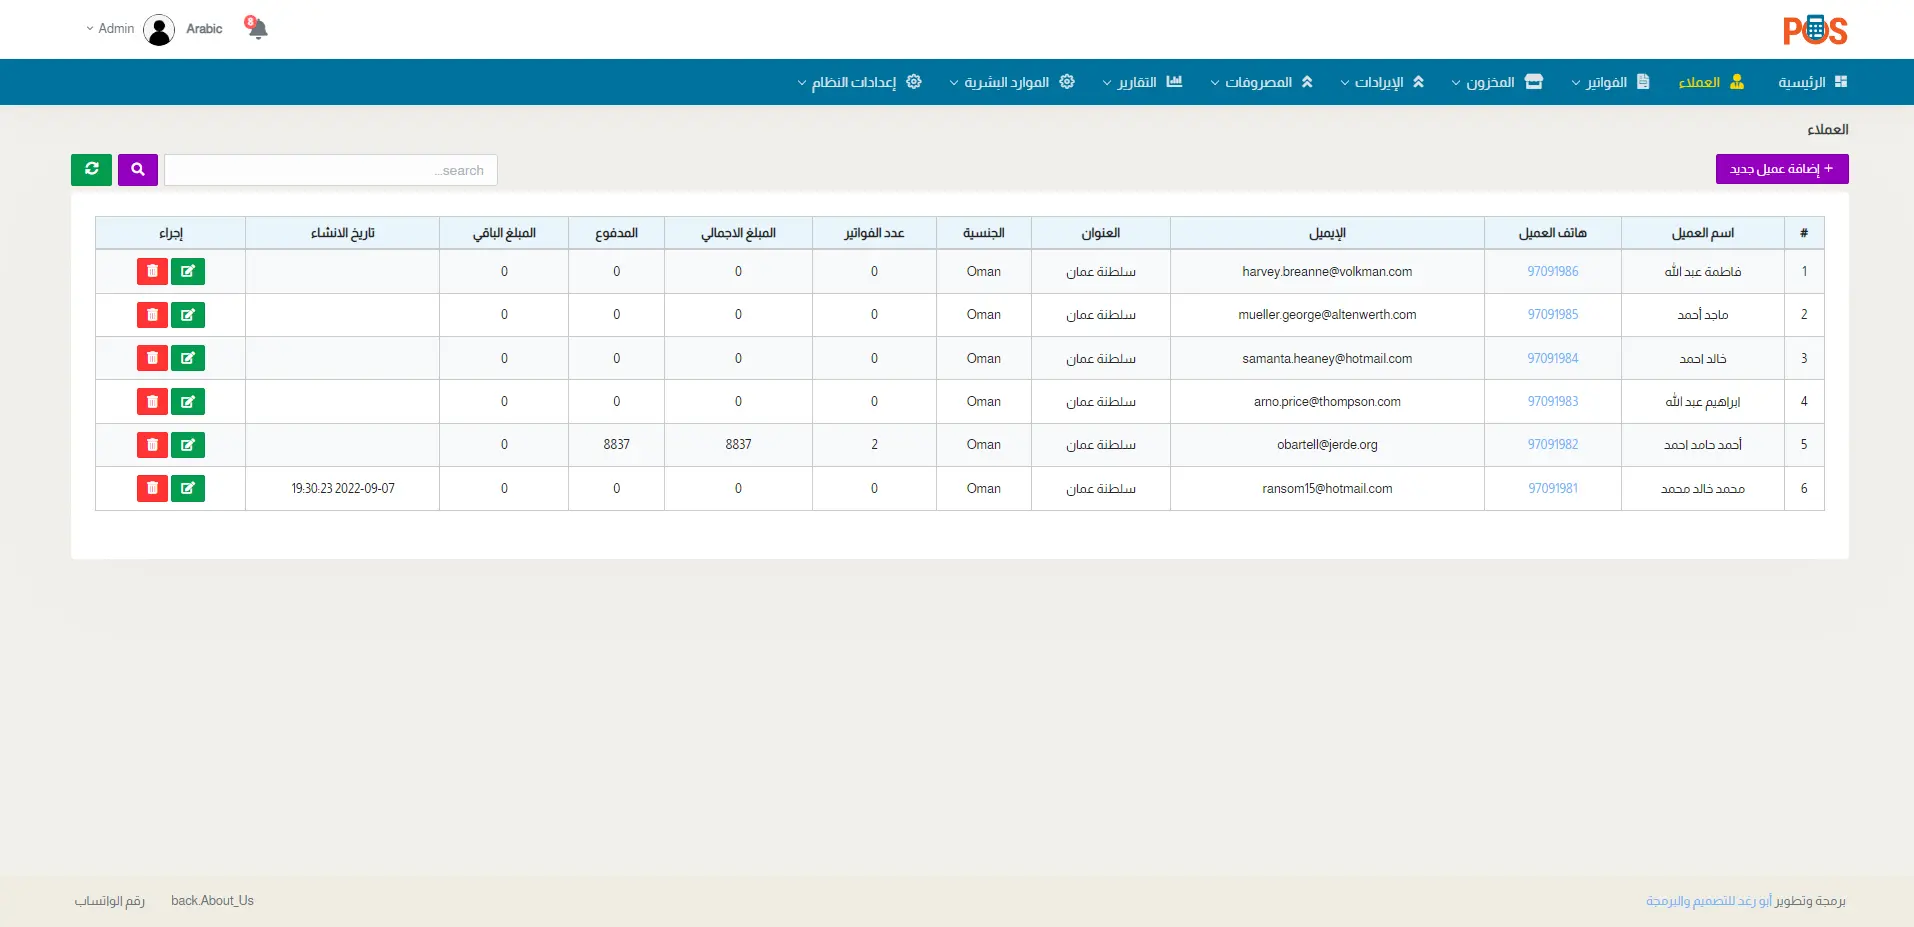 POS
8
Arabic
Admin
الرئيسية العملاء الفواتير المخزون الإيرادات المصروفات التقارير الموارد البشرية إعدادات النظام
العملاء
+ إضافة عميل جديد
search...
# اسم العميل هاتف العميل الإيميل العنوان الجنسية عدد الفواتير المبلغ الاجمالي المدفوع المبلغ الباقي تاريخ الانشاء إجراء
1 فاطمة عبد الله 97091986 harvey.breanne@volkman.com سلطنة عمان Oman 0 0 0 0
2 ماجد أحمد 97091985 mueller.george@altenwerth.com سلطنة عمان Oman 0 0 0 0
3 خالد احمد 97091984 samanta.heaney@hotmail.com سلطنة عمان Oman 0 0 0 0
4 ابراهيم عبد الله 97091983 arno.price@thompson.com سلطنة عمان Oman 0 0 0 0
5 أحمد حامد احمد 97091982 obartell@jerde.org سلطنة عمان Oman 2 8837 8837 0
6 محمد خالد محمد 97091981 ransom15@hotmail.com سلطنة عمان Oman 0 0 0 0 2022-09-07 19:30:23
برمجة وتطوير أبو رغد للتصميم والبرمجة
back.About_Us
رقم الواتساب